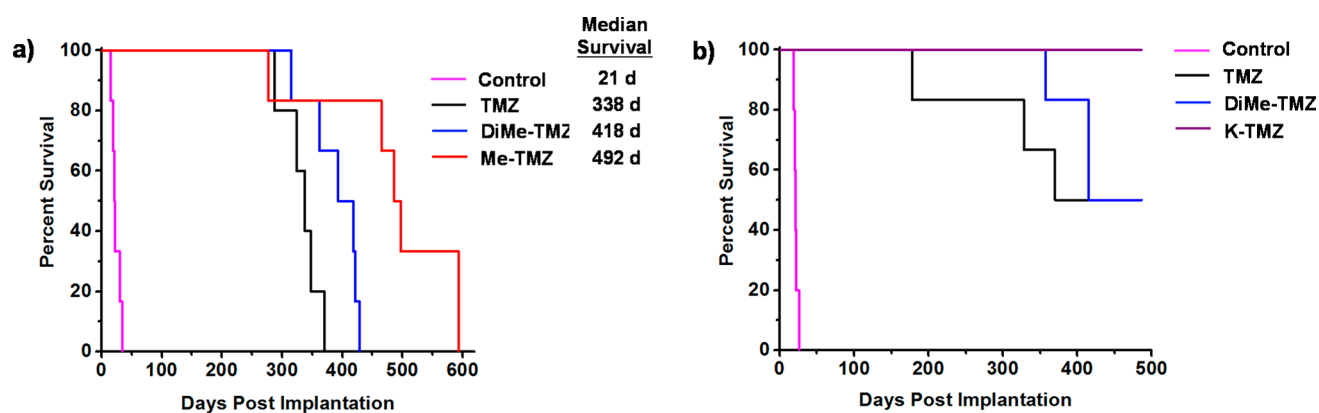 a)
Median
Survival
Control 21 d
TMZ 338 d
DiMe-TMZ 418 d
Me-TMZ 492 d
100
80
60
40
20
0
Percent Survival
0 100 200 300 400 500 600
Days Post Implantation
b)
Control
TMZ
DiMe-TMZ
K-TMZ
100
80
60
40
20
0
Percent Survival
0 100 200 300 400 500
Days Post Implantation